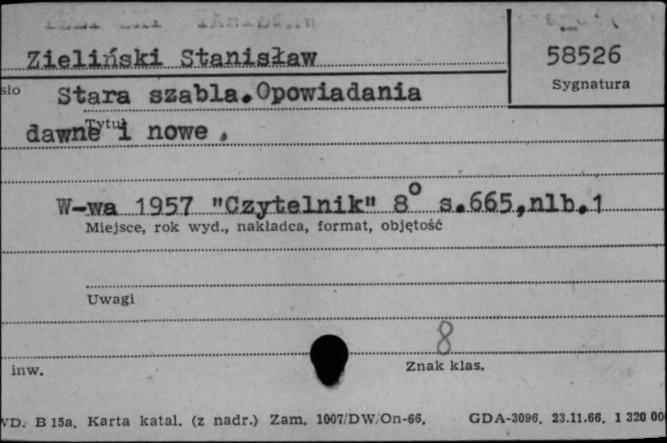 Zieliński Stanisław
58526
Sygnatura
sło Stara szabla. Opowiadania
Tytuł
dawne i nowe.
W-wa 1957 "Czytelnik" 8° s.665, nlb.1
Miejsce, rok wyd., nakładca, format, objętość
Uwagi
8
inw.
Znak klas.
VD. B 15a. Karta katal. (z nadr.) Zam. 1007/DW/On-66. GDA-3096. 23.11.66. 1 320 00